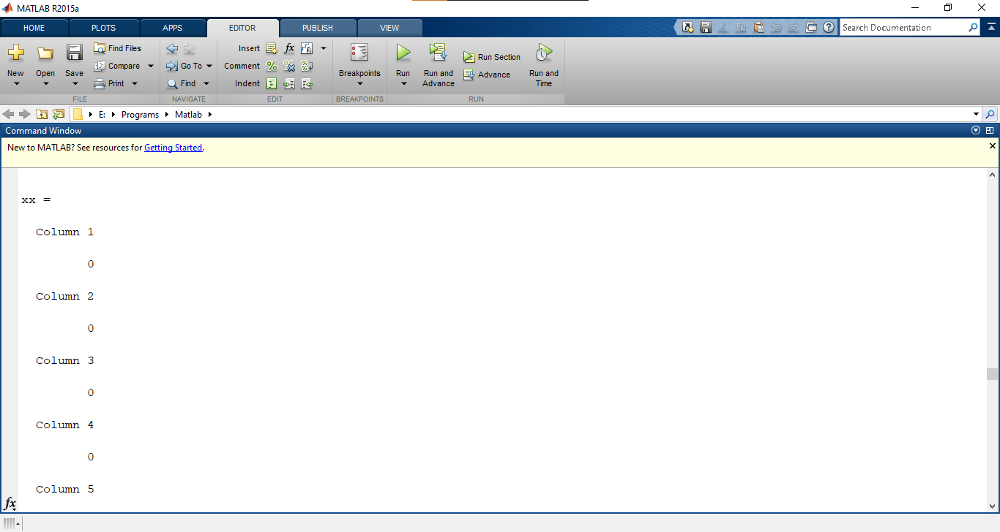 MATLAB R2015a
HOME PLOTS APPS EDITOR PUBLISH VIEW
Search Documentation
New Open Save
Find Files
Compare
Print
FILE
Go To
Find
NAVIGATE
Insert fx
Comment
Indent
EDIT
Breakpoints
BREAKPOINTS
Run
Run and Advance
Run Section
Advance
Run and Time
RUN
E: Programs Matlab
Command Window
New to MATLAB? See resources for Getting Started.
xx =
Column 1
0
Column 2
0
Column 3
0
Column 4
0
Column 5
fx